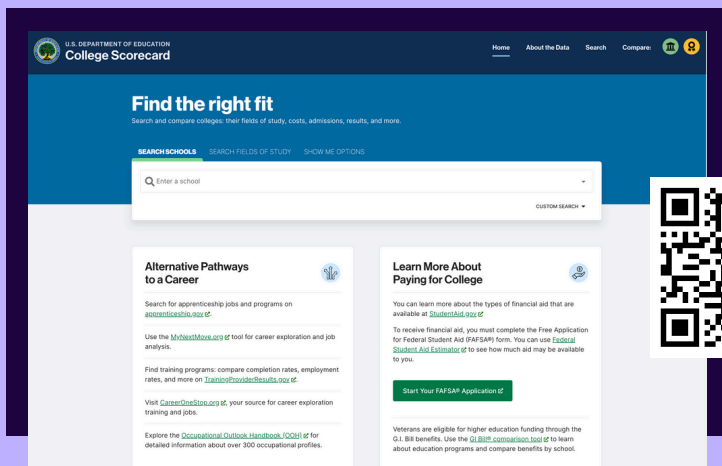 U.S. DEPARTMENT OF EDUCATION
College Scorecard
Home About the Data Search Compare:
Find the right fit
Search and compare colleges: their fields of study, costs, admissions, results, and more.
SEARCH SCHOOLS SEARCH FIELDS OF STUDY SHOW ME OPTIONS
Enter a school
CUSTOM SEARCH
Alternative Pathways
to a Career
Search for apprenticeship jobs and programs on
apprenticeship.gov.
Use the MyNextMove.org tool for career exploration and job
analysis.
Find training programs: compare completion rates, employment
rates, and more on TrainingProviderResults.gov.
Visit CareerOneStop.org, your source for career exploration
training and jobs.
Explore the Occupational Outlook Handbook (OOH) for
detailed information about over 300 occupational profiles.
Learn More About
Paying for College
You can learn more about the types of financial aid that are
available at StudentAid.gov.
To receive financial aid, you must complete the Free Application
for Federal Student Aid (FAFSA®) form. You can use Federal
Student Aid Estimator to see how much aid may be available
to you.
Start Your FAFSA® Application
Veterans are eligible for higher education funding through the
G.I. Bill benefits. Use the GI Bill® comparison tool to learn
about education programs and compare benefits by school.